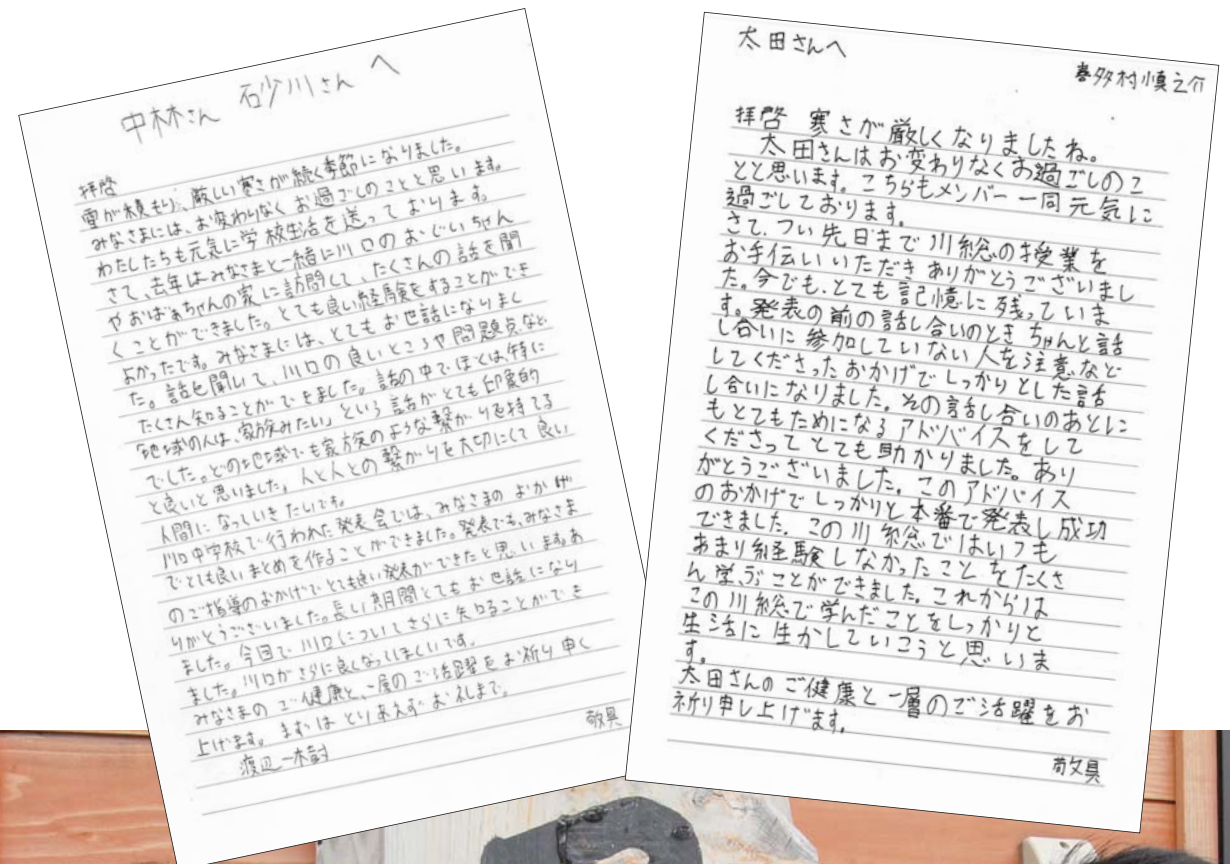 中林さん 砂川さん へ
拝啓
雪が積もり、厳しい寒さが続く季節になりました。
みなさまには、お変わりなくお過ごしのことと思います。
わたしたちも元気に学校生活を送っております。
さて、去年はみなさまと一緒に川口のおじいちゃん
やおばあちゃんの家に訪問して、たくさんの話を聞
くことができました。とても良い経験をすることができ
よかったです。みなさまには、とてもお世話になりまし
た。話を聞いて、川口の良いところや問題点など
たくさん知ることができました。話の中でぼくは、特に
「地球の人は、家族みたい」という話がとても印象的
でした。どの地球でも家族のような繋がりを持てる
と良いと思いました。人と人との繋がりを大切にして良い
人間になっていきたいです。
川口中学校で行われた発表会では、みなさまのおかげ
でとても良いまとめを作ることができました。発表でも、みなさま
のご指導のおかげでとても良い発表ができたと思います。あ
りがとうございました。長い期間とてもお世話になり
ました。今回で川口についてさらに知ることができ
ました。川口がさらに良くなってほしいです。
みなさまのご健康と、一層のご活躍をお祈り申し
上げます。まずはとりあえずお礼まで。
敬具
渡辺一樹
太田さんへ
喜多村慎之介
拝啓 寒さが厳しくなりましたね。
太田さんはお変わりなくお過ごしのこ
とと思います。こちらもメンバー一同元気に
過ごしております。
さて、つい先日まで川総の授業を
お手伝いいただきありがとうございまし
た。今でも、とても記憶に残っていま
す。発表の前の話し合いのときちゃんと話
し合いに参加していない人を注意など
してくださったおかげでしっかりとした話
し合いになりました。その話し合いのあとに
もとてもためになるアドバイスをして
くださってとても助かりました。あり
がとうございました。このアドバイス
のおかげでしっかりと本番で発表し成功
できました。この川総ではいつも
あまり経験しなかったことをたくさ
ん学ぶことができました。これからは
この川総で学んだことをしっかりと
生活に生かしていこうと思いま
す。
太田さんのご健康と一層のご活躍をお
祈り申し上げます。
敬具